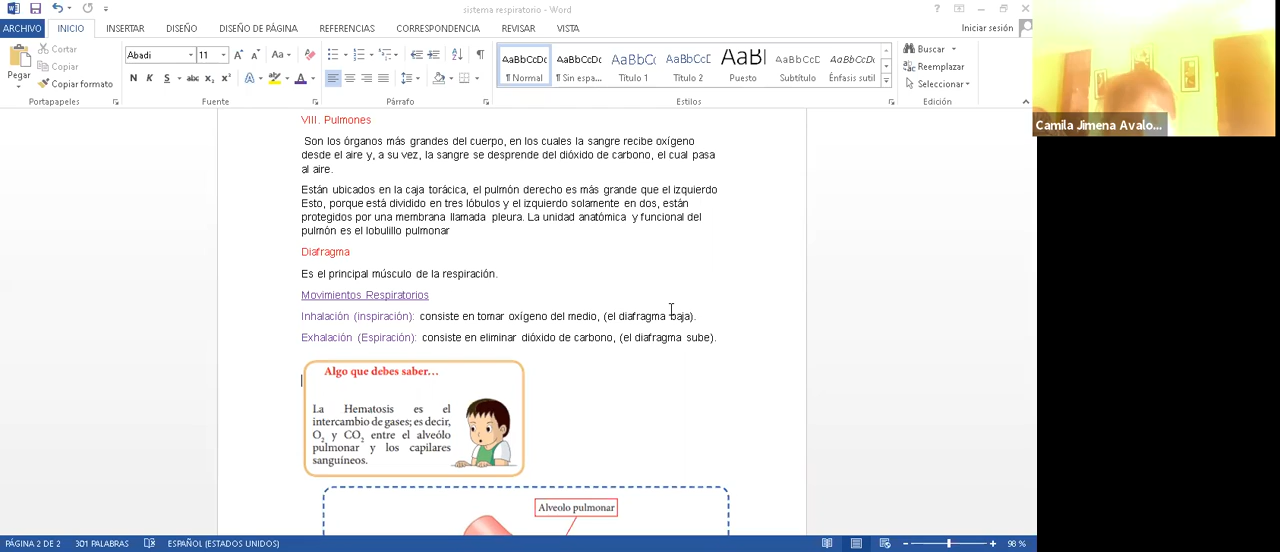 sistema respiratorio - Word
ARCHIVO INICIO INSERTAR DISEÑO DISEÑO DE PÁGINA REFERENCIAS CORRESPONDENCIA REVISAR VISTA Iniciar sesión
Pegar
Cortar
Copiar
Copiar formato
Portapapeles
Abadi 11
Fuente
Párrafo
AaBbCcDc AaBbCcDc AaBbCc AaBbCcD AaBl AaBbCcD AaBbCcDc
¶ Normal ¶ Sin espa... Título 1 Título 2 Puesto Subtítulo Énfasis sutil
Estilos
Buscar
Reemplazar
Seleccionar
Edición
Camila Jimena Avalo...
VIII. Pulmones
Son los órganos más grandes del cuerpo, en los cuales la sangre recibe oxígeno
desde el aire y, a su vez, la sangre se desprende del dióxido de carbono, el cual pasa
al aire.
Están ubicados en la caja torácica, el pulmón derecho es más grande que el izquierdo
Esto, porque está dividido en tres lóbulos y el izquierdo solamente en dos, están
protegidos por una membrana llamada pleura. La unidad anatómica y funcional del
pulmón es el lobulillo pulmonar
Diafragma
Es el principal músculo de la respiración.
Movimientos Respiratorios
Inhalación (inspiración): consiste en tomar oxígeno del medio, (el diafragma baja).
Exhalación (Espiración): consiste en eliminar dióxido de carbono, (el diafragma sube).
Algo que debes saber...
La Hematosis es el
intercambio de gases; es decir,
O2 y CO2 entre el alveólo
pulmonar y los capilares
sanguíneos.
Alveolo pulmonar
PÁGINA 2 DE 2 301 PALABRAS ESPAÑOL (ESTADOS UNIDOS) 98 %